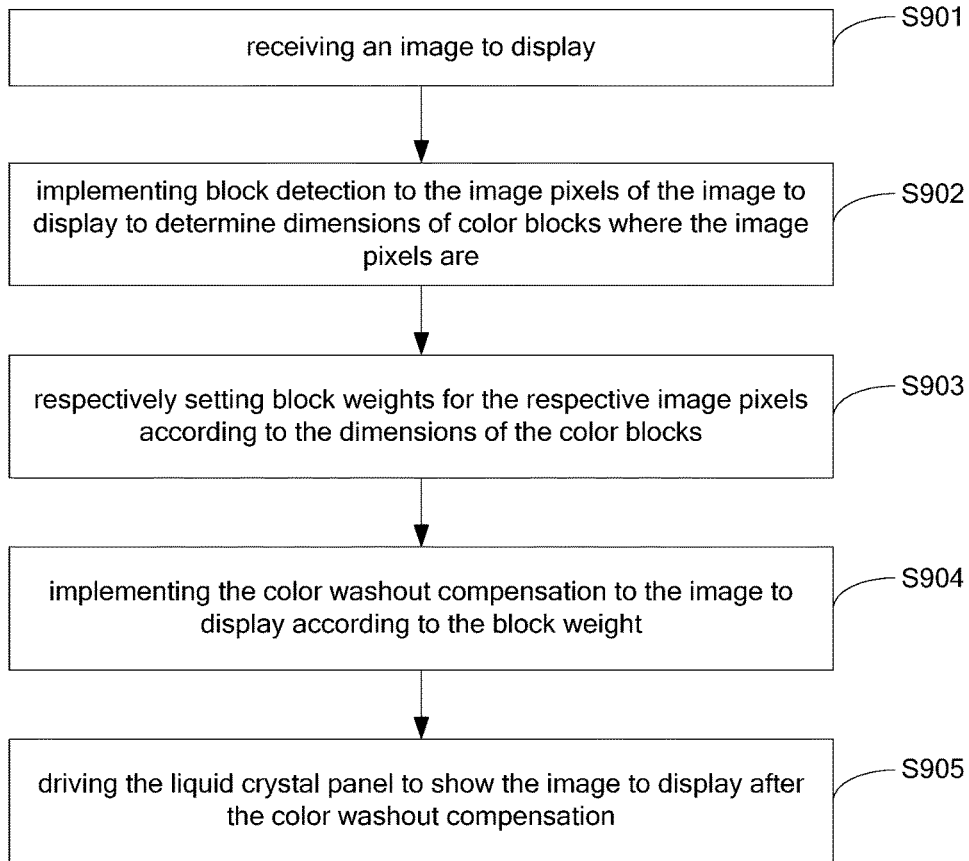 receiving an image to display
S901
implementing block detection to the image pixels of the image to
display to determine dimensions of color blocks where the image
pixels are
S902
respectively setting block weights for the respective image pixels
according to the dimensions of the color blocks
S903
implementing the color washout compensation to the image to
display according to the block weight
S904
driving the liquid crystal panel to show the image to display after
the color washout compensation
S905